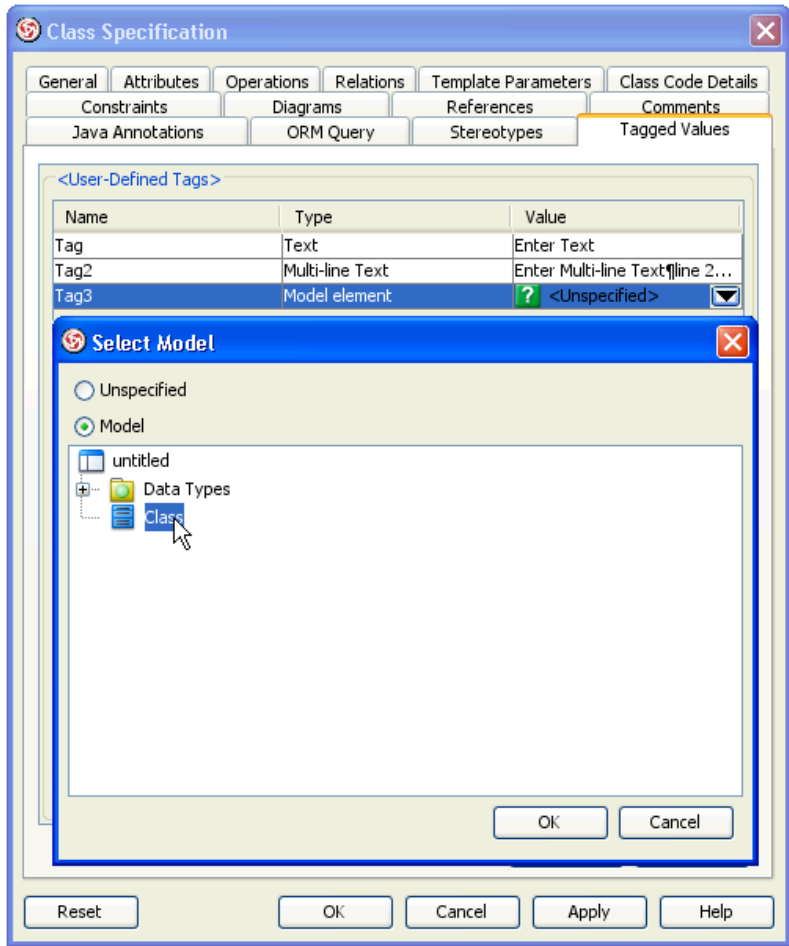 Class Specification
General Attributes Operations Relations Template Parameters Class Code Details
Constraints Diagrams References Comments
Java Annotations ORM Query Stereotypes Tagged Values
<User-Defined Tags>
Name Type Value
Tag Text Enter Text
Tag2 Multi-line Text Enter Multi-line Text¶line 2...
Tag3 Model element ? <Unspecified>
Select Model
Unspecified
Model
untitled
Data Types
Class
OK Cancel
Reset OK Cancel Apply Help